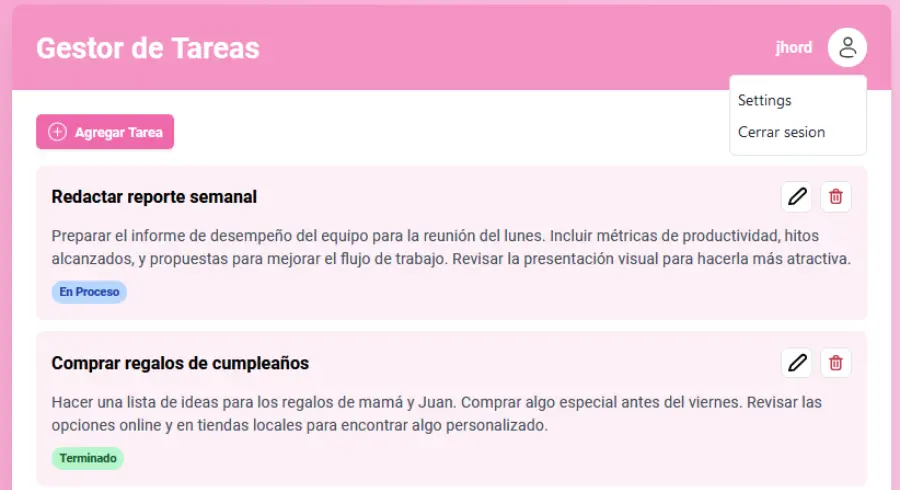 Gestor de Tareas
jhord
Settings
Cerrar sesion
Agregar Tarea
Redactar reporte semanal
Preparar el informe de desempeño del equipo para la reunión del lunes. Incluir métricas de productividad, hitos
alcanzados, y propuestas para mejorar el flujo de trabajo. Revisar la presentación visual para hacerla más atractiva.
En Proceso
Comprar regalos de cumpleaños
Hacer una lista de ideas para los regalos de mamá y Juan. Comprar algo especial antes del viernes. Revisar las
opciones online y en tiendas locales para encontrar algo personalizado.
Terminado